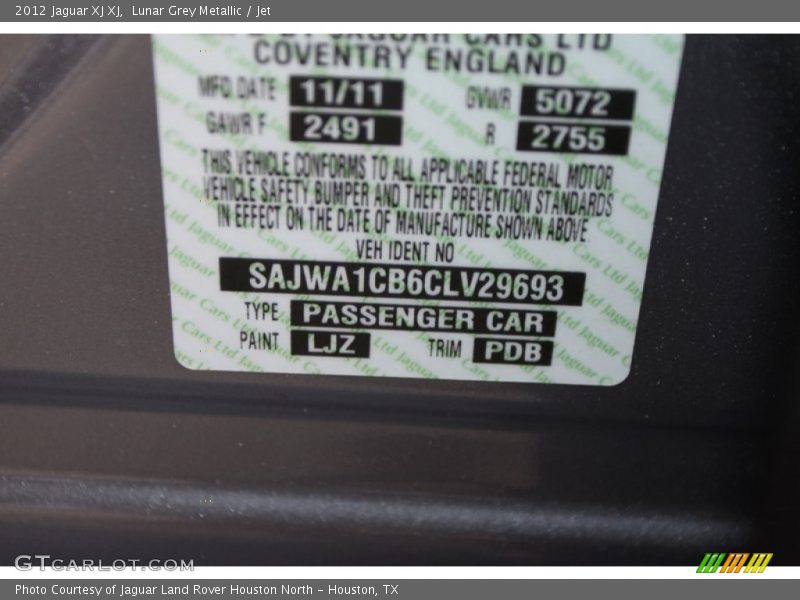 2012 Jaguar XJ XJ, Lunar Grey Metallic / Jet
JAGUAR CARS LTD
COVENTRY ENGLAND
MFD. DATE 11/11 GVWR 5072
GAWR F 2491 R 2755
THIS VEHICLE CONFORMS TO ALL APPLICABLE FEDERAL MOTOR
VEHICLE SAFETY BUMPER AND THEFT PREVENTION STANDARDS
IN EFFECT ON THE DATE OF MANUFACTURE SHOWN ABOVE
VEH IDENT NO
SAJWA1CB6CLV29693
TYPE PASSENGER CAR
PAINT LJZ TRIM PDB
GTCARLOT.COM
Photo Courtesy of Jaguar Land Rover Houston North - Houston, TX